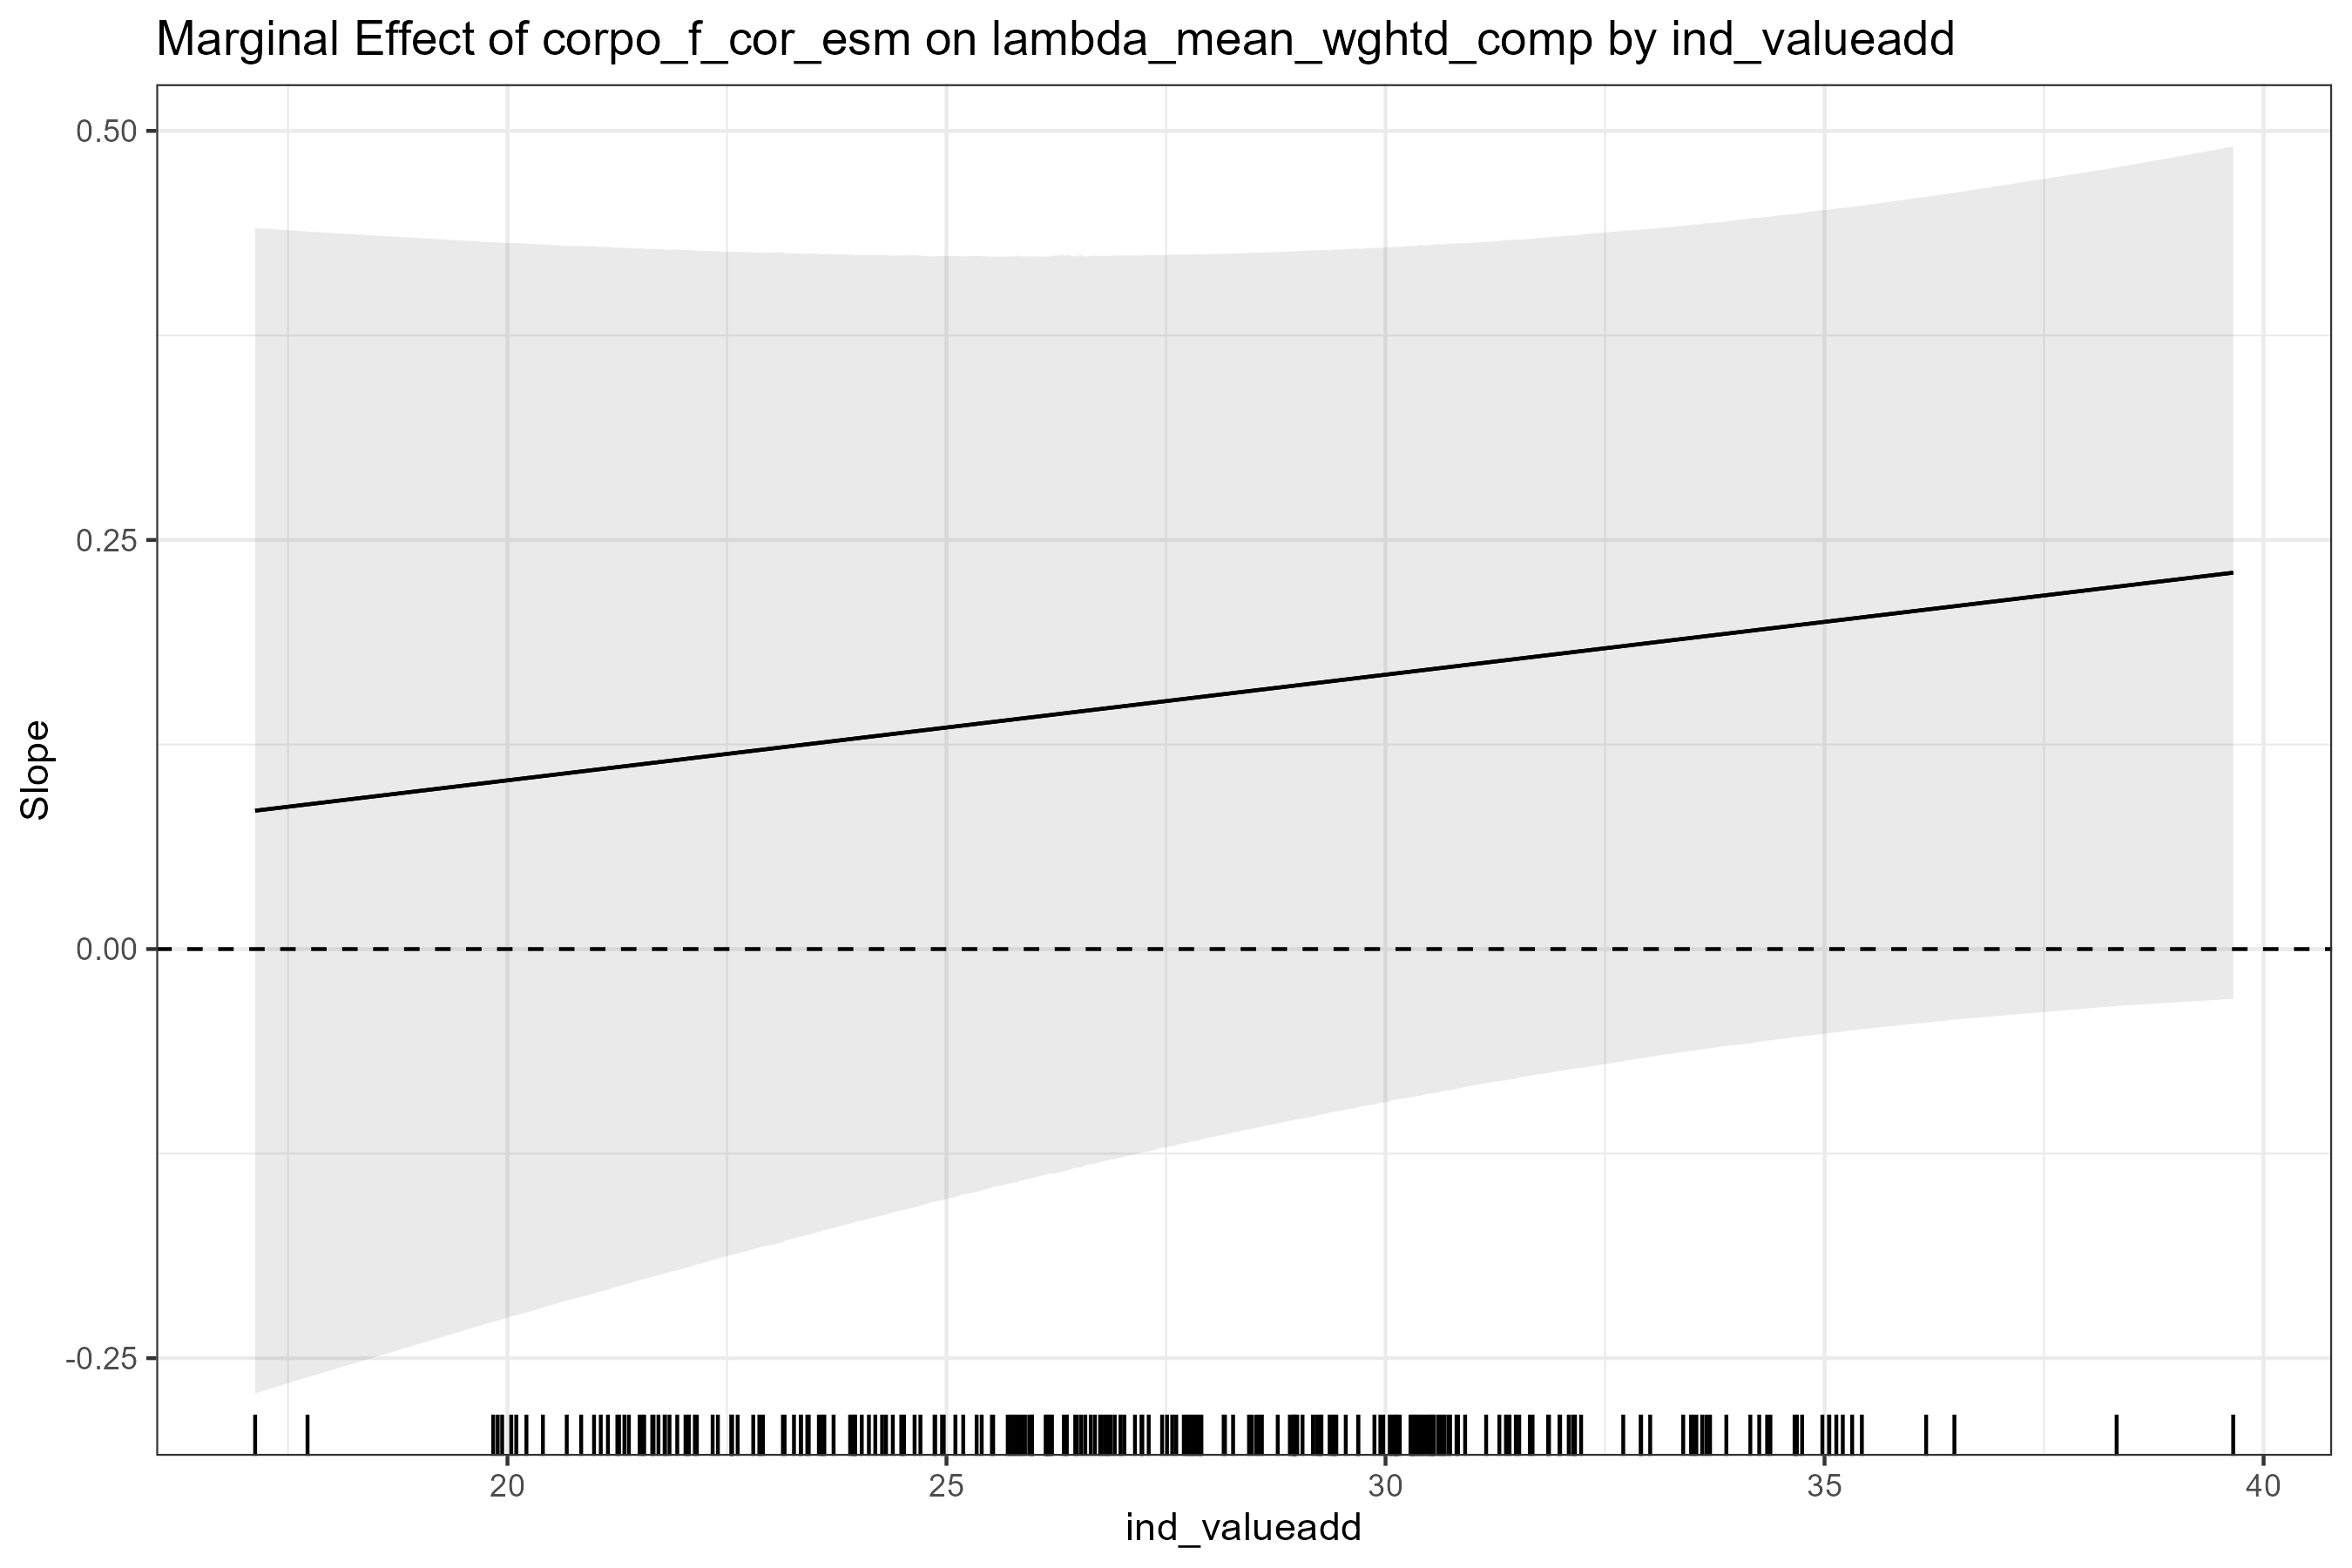 Marginal Effect of corpo_f_cor_esm on lambda_mean_wghtd_comp by ind_valueadd
0.50
0.25
0.00
-0.25
Slope
20 25 30 35 40
ind_valueadd